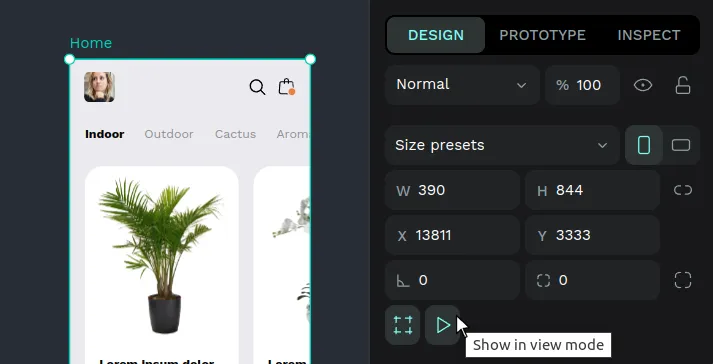 Home
DESIGN PROTOTYPE INSPECT
Normal % 100
Indoor Outdoor Cactus Arom
Size presets
W 390 H 844
X 13811 Y 3333
0 0
Show in view mode
Lorem Ipsum dolor Lorem